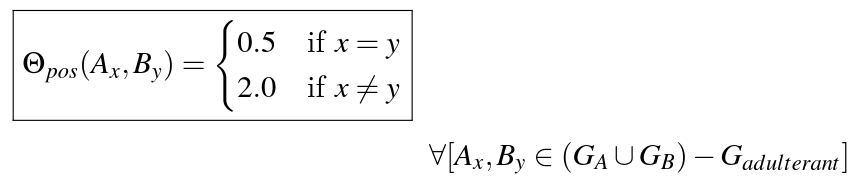 Θ_pos(A_x, B_y) = { 0.5 if x = y
2.0 if x ≠ y
∀[A_x, B_y ∈ (G_A ∪ G_B) − G_adulterant]